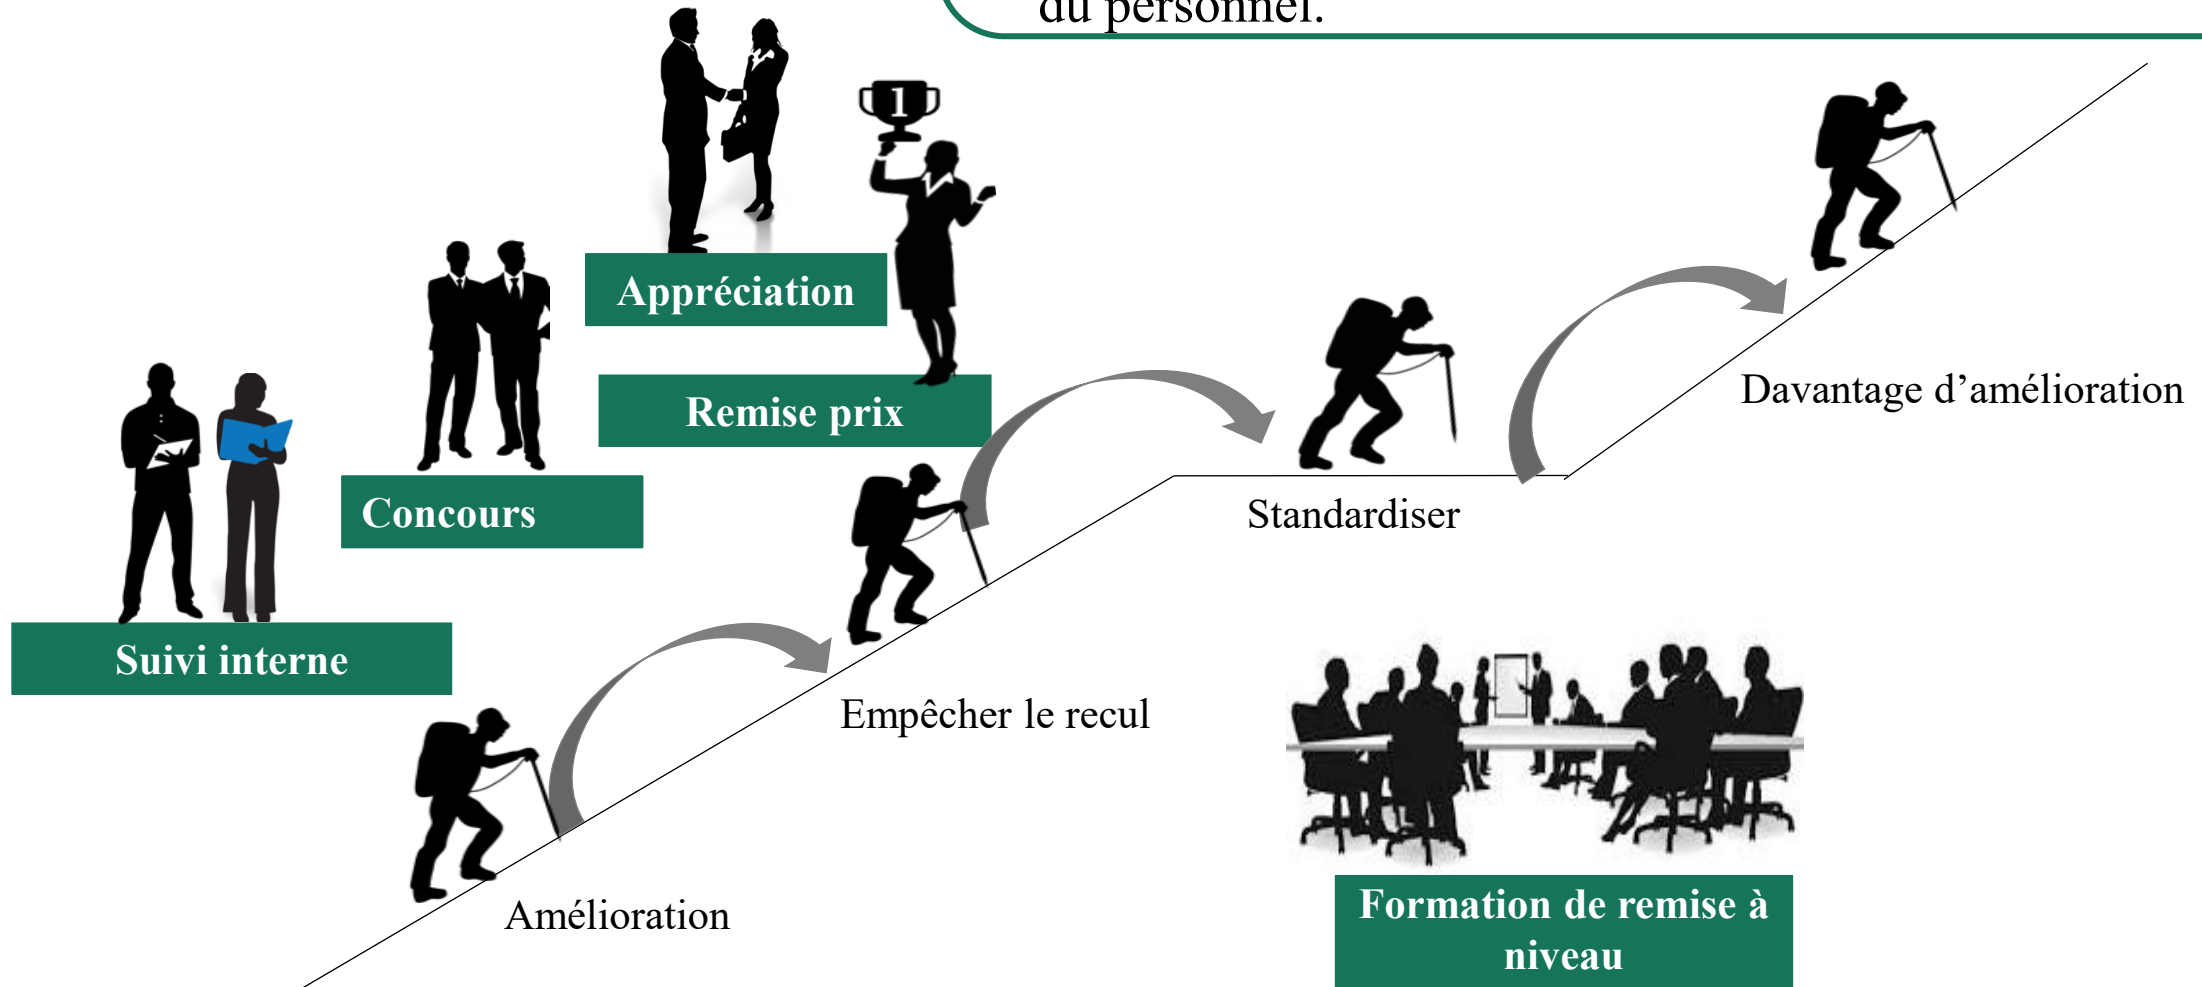 du personnel.
1
Appréciation
Remise prix
Concours
Suivi interne
Davantage d’amélioration
Standardiser
Empêcher le recul
Amélioration
Formation de remise à
niveau